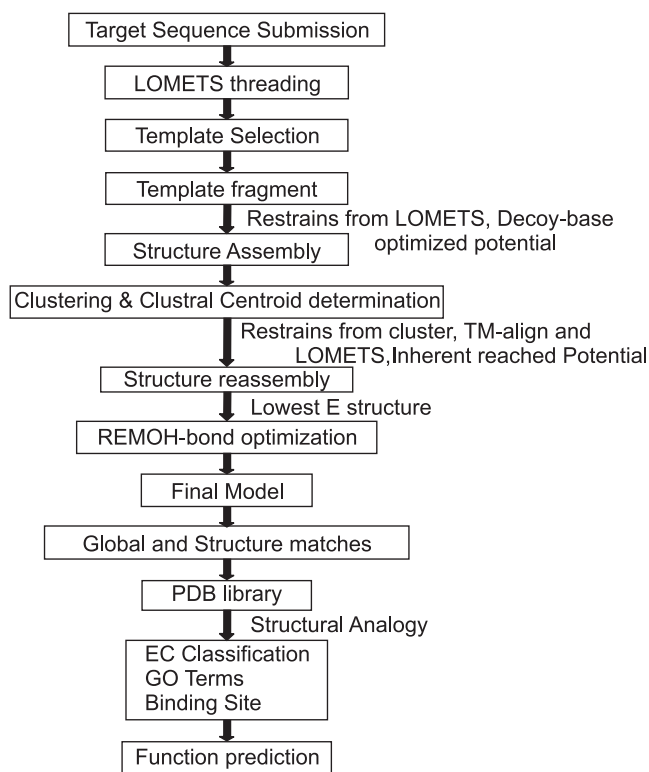 Target Sequence Submission
LOMETS threading
Template Selection
Template fragment
Restrains from LOMETS, Decoy-base
optimized potential
Structure Assembly
Clustering & Clustral Centroid determination
Restrains from cluster, TM-align and
LOMETS,Inherent reached Potential
Structure reassembly
Lowest E structure
REMOH-bond optimization
Final Model
Global and Structure matches
PDB library
Structural Analogy
EC Classification
GO Terms
Binding Site
Function prediction